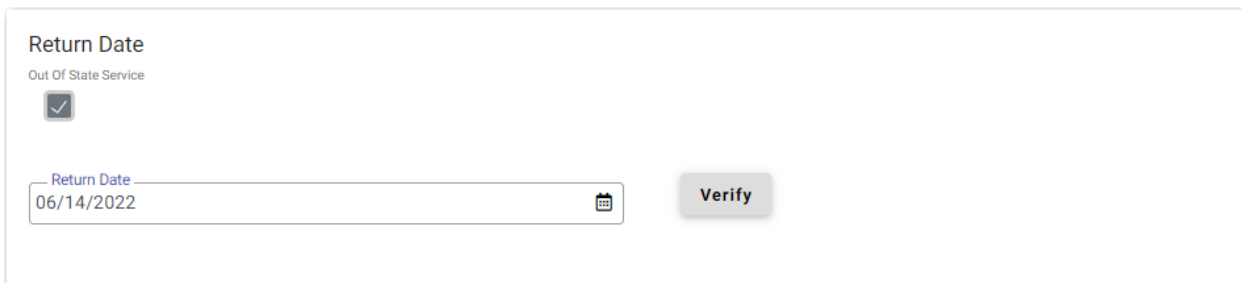 Return Date
Out Of State Service
Return Date
06/14/2022
Verify